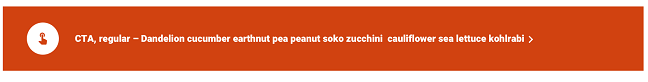 CTA, regular – Dandelion cucumber earthnut pea peanut soko zucchini  cauliflower sea lettuce kohlrabi